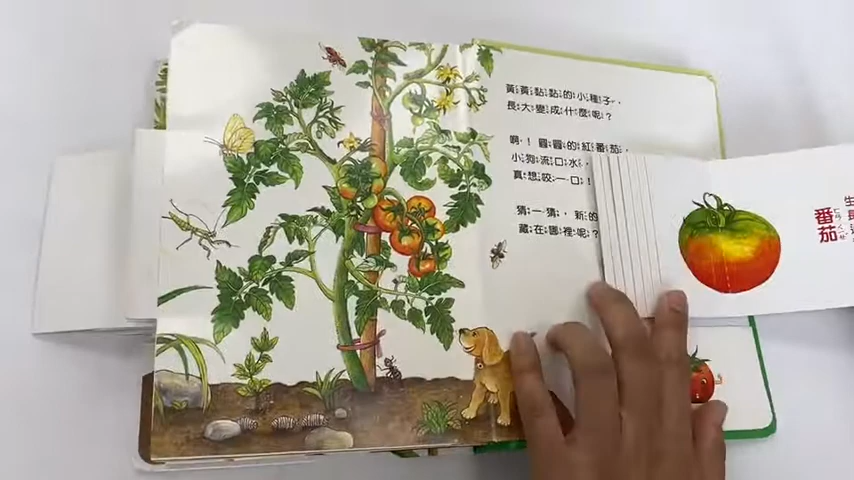 黃黃黏黏的小種子，
長大變成什麼呢？
啊！圓圓的紅番茄，
小狗流口水，
真想咬一口！
猜一猜，新的
藏在哪裡呢？
番茄